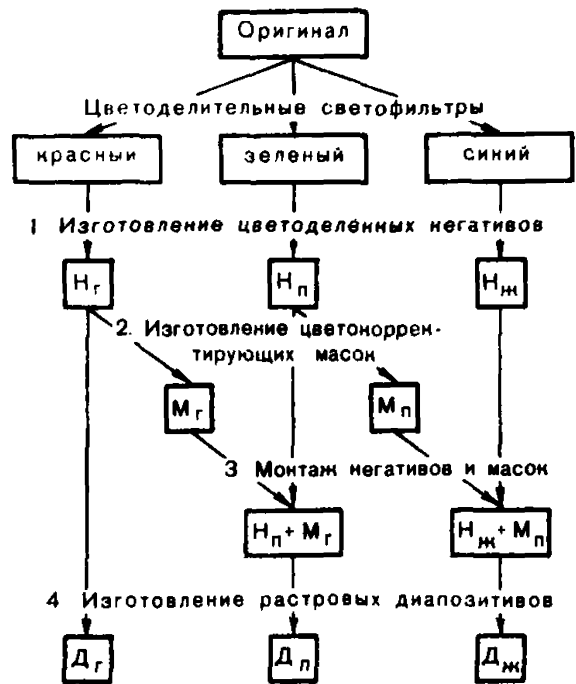 Оригинал
Цветоделительные светофильтры
красный зеленый синий
1 Изготовление цветоделённых негативов
Нг Нп Нж
2. Изготовление цветокоррек-
тирующих масок
Мг Мп
3 Монтаж негативов и масок
Нп + Мг Нж + Мп
4 Изготовление растровых диапозитивов
Дг Дп Дж